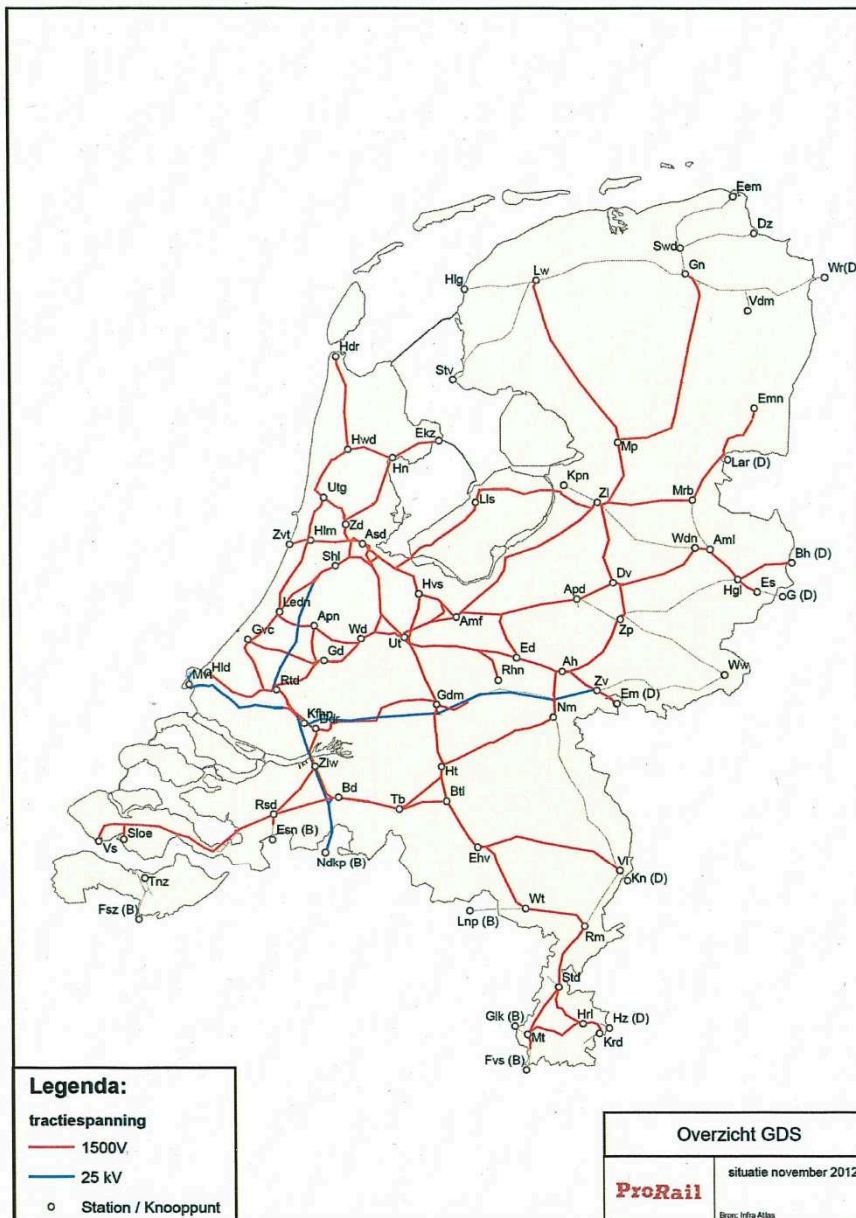 Eem
Dz
Swd
Gn
Wr(D
Lw
Hlg
Vdm
Hdr
Stv
Emn
Ekz
Hwd
Mp
Hn
Lar (D)
Kpn
Utg
Lls
Zl
Mrb
Zd
Zvt
Hlm
Asd
Wdn
Aml
Bh (D)
Shl
Hgl
Es
Hvs
Dv
G (D)
Apd
Ledn
Apn
Amf
Zp
Gvc
Wd
Ut
Gd
Ed
Ww
Hld
Ah
Mvt
Rhn
Zv
Rtd
Em (D)
Gdm
Nm
Kfhn
Ddr
Zlw
Ht
Bd
Btl
Rsd
Tb
Vs
Sloe
Esn (B)
Ehv
Ndkp (B)
Vl
Kn (D)
Tnz
Fsz (B)
Lnp (B)
Wt
Rm
Std
Glk (B)
Hrl
Hz (D)
Mt
Krd
Fvs (B)
Legenda:
tractiespanning
1500V
25 kV
Station / Knooppunt
Overzicht GDS
ProRail
situatie november 2012
Bron: Infra Atlas